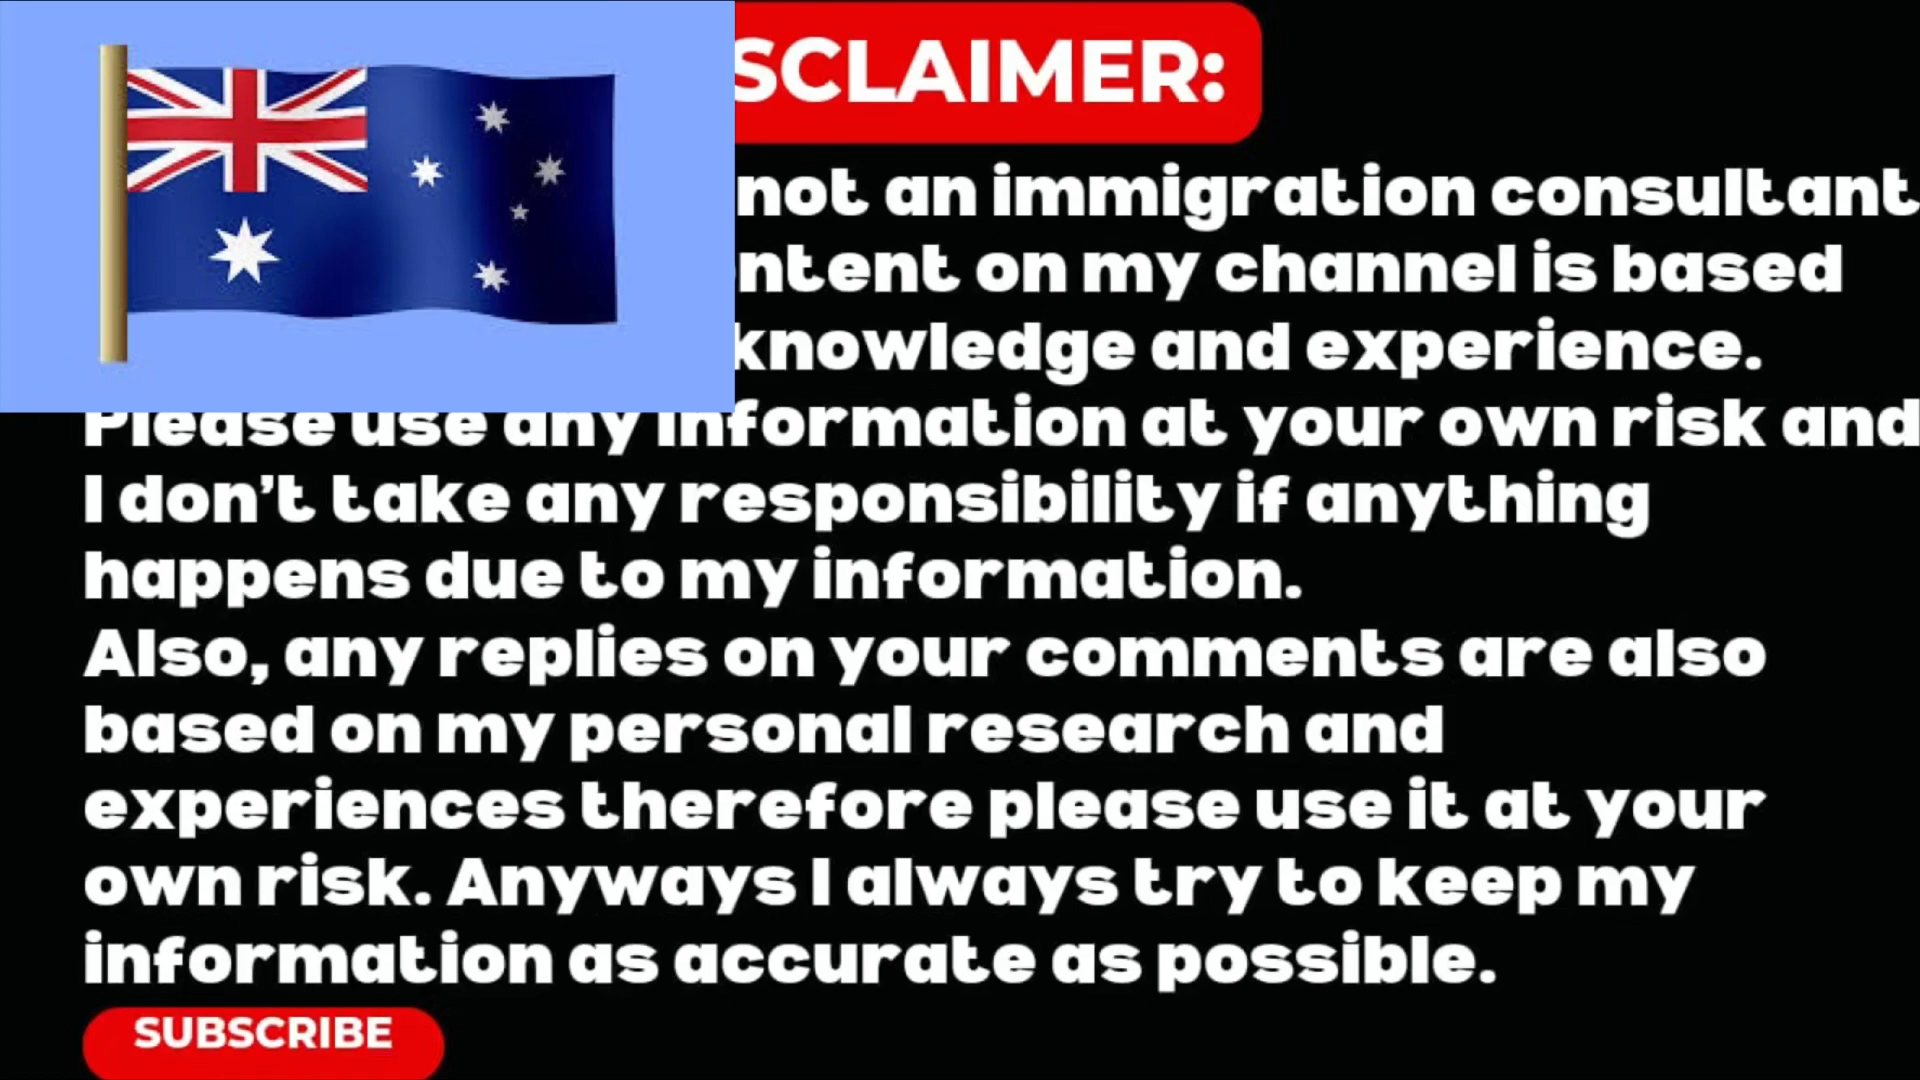 SCLAIMER:
not an immigration consultant
ntent on my channel is based
knowledge and experience.
Please use any information at your own risk and
I don't take any responsibility if anything
happens due to my information.
Also, any replies on your comments are also
based on my personal research and
experiences therefore please use it at your
own risk. Anyways I always try to keep my
information as accurate as possible.
SUBSCRIBE